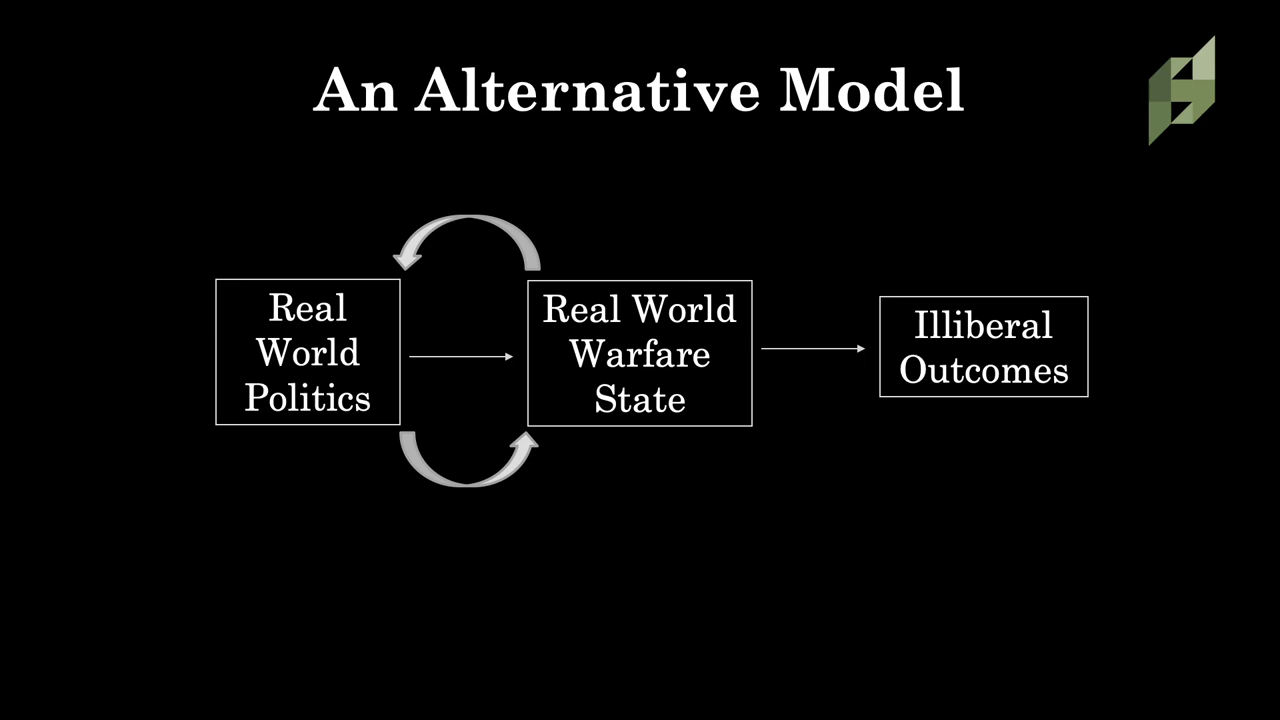 An Alternative Model
Real
World
Politics
Real World
Warfare
State
Illiberal
Outcomes